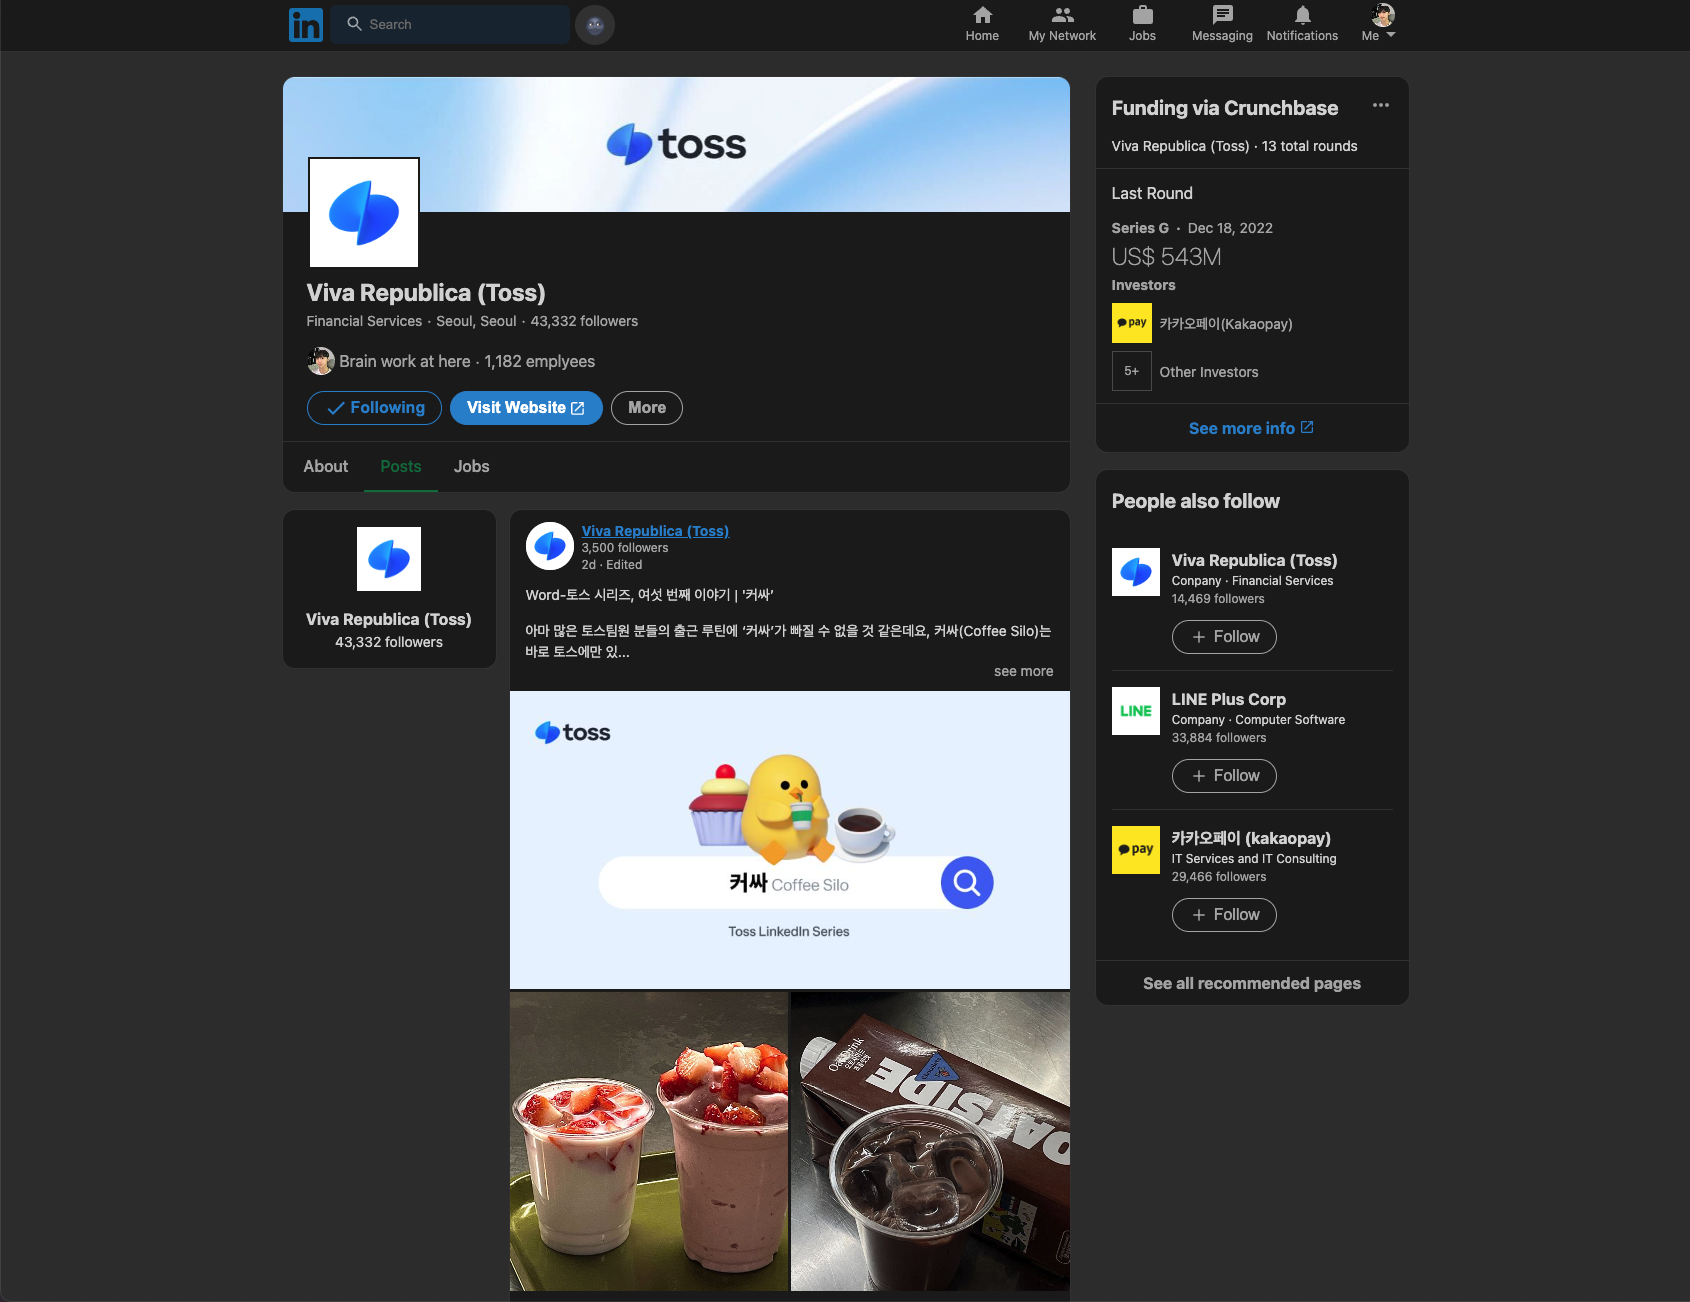 in
Search
Home
My Network
Jobs
Messaging
Notifications
Me
toss
Viva Republica (Toss)
Financial Services · Seoul, Seoul · 43,332 followers
Brain work at here · 1,182 emplyees
Following
Visit Website
More
About
Posts
Jobs
Viva Republica (Toss)
43,332 followers
Viva Republica (Toss)
3,500 followers
2d · Edited
Word-토스 시리즈, 여섯 번째 이야기 | '커싸’
아마 많은 토스팀원 분들의 출근 루틴에 ‘커싸’가 빠질 수 없을 것 같은데요, 커싸(Coffee Silo)는
바로 토스에만 있...
see more
toss
커싸 Coffee Silo
Toss LinkedIn Series
Oat Drink
OATSIDE
Funding via Crunchbase
Viva Republica (Toss) · 13 total rounds
Last Round
Series G · Dec 18, 2022
US$ 543M
Investors
pay
카카오페이(Kakaopay)
5+
Other Investors
See more info
People also follow
Viva Republica (Toss)
Conpany · Financial Services
14,469 followers
+ Follow
LINE
LINE Plus Corp
Company · Computer Software
33,884 followers
+ Follow
pay
카카오페이 (kakaopay)
IT Services and IT Consulting
29,466 followers
+ Follow
See all recommended pages